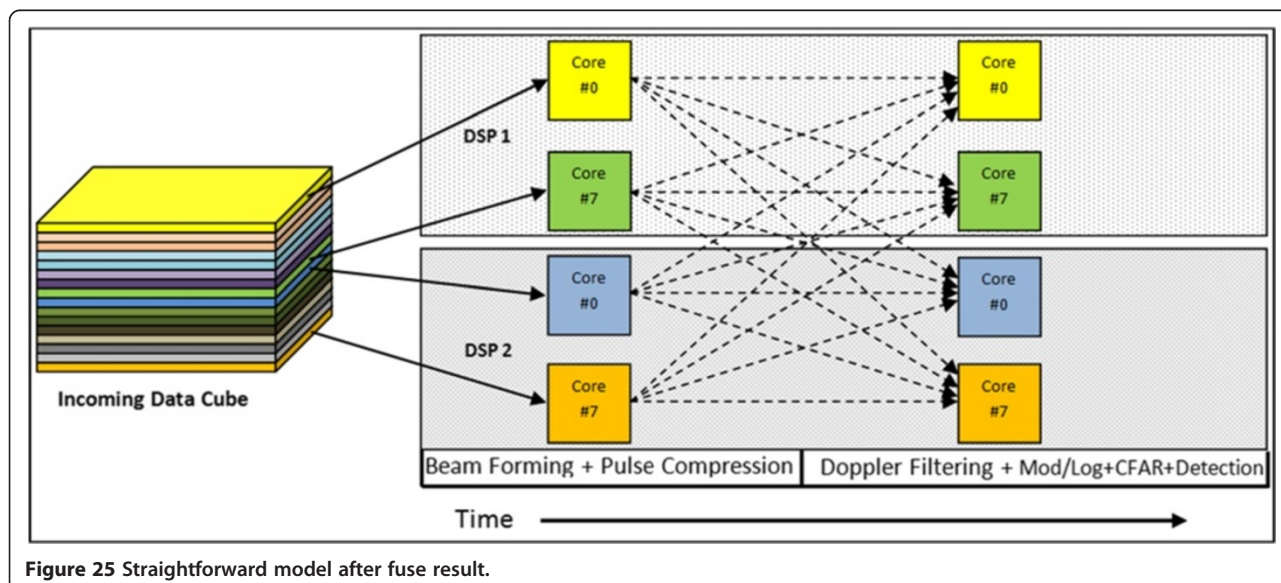 Core
#0
Core
#0
DSP 1
Core
#7
Core
#7
Core
#0
Core
#0
DSP 2
Core
#7
Core
#7
Incoming Data Cube
Beam Forming + Pulse Compression
Doppler Filtering + Mod/Log+CFAR+Detection
Time
Figure 25 Straightforward model after fuse result.